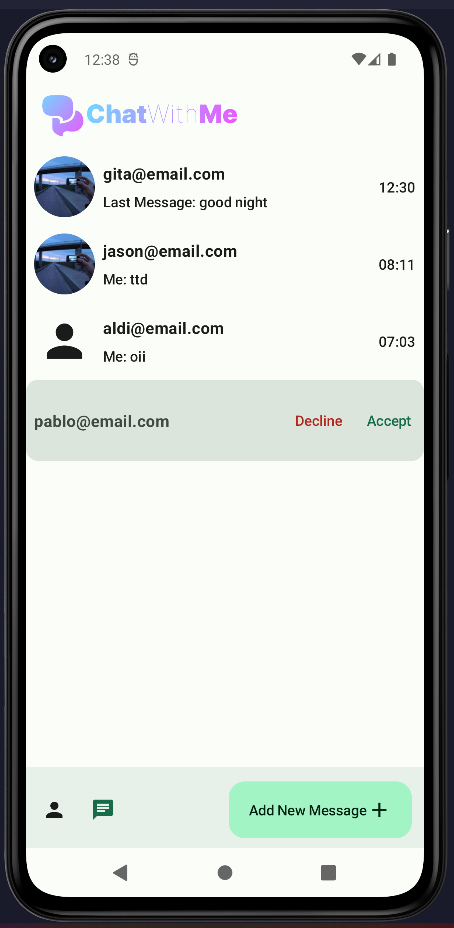 12:38
ChatWithMe
gita@email.com
Last Message: good night
12:30
jason@email.com
Me: ttd
08:11
aldi@email.com
Me: oii
07:03
pablo@email.com
Decline
Accept
Add New Message